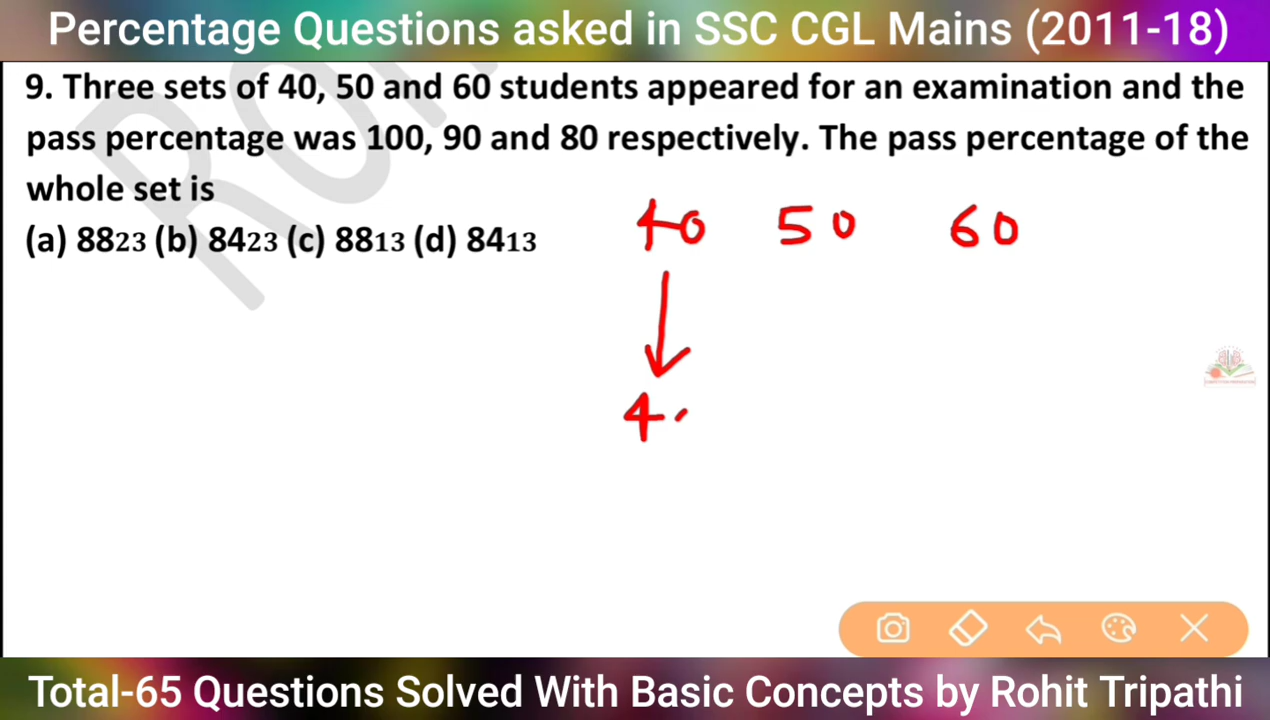 Percentage Questions asked in SSC CGL Mains (2011-18)
9. Three sets of 40, 50 and 60 students appeared for an examination and the
pass percentage was 100, 90 and 80 respectively. The pass percentage of the
whole set is
(a) 8823 (b) 8423 (c) 8813 (d) 8413
40 50 60
4
Total-65 Questions Solved With Basic Concepts by Rohit Tripathi